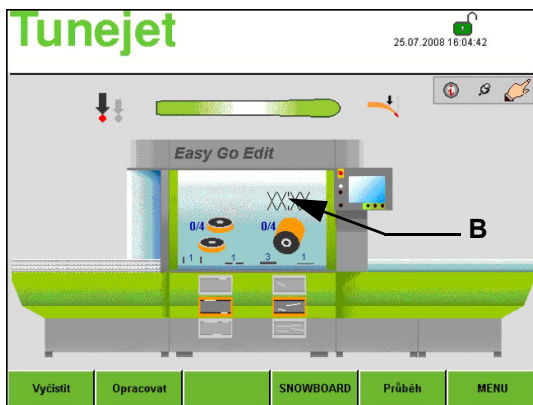 Tunejet
25.07.2008 16:04:42
Easy Go Edit
0/4
0/4
B
1 1 3 1
Vyčistit Opracovat SNOWBOARD Průběh MENU